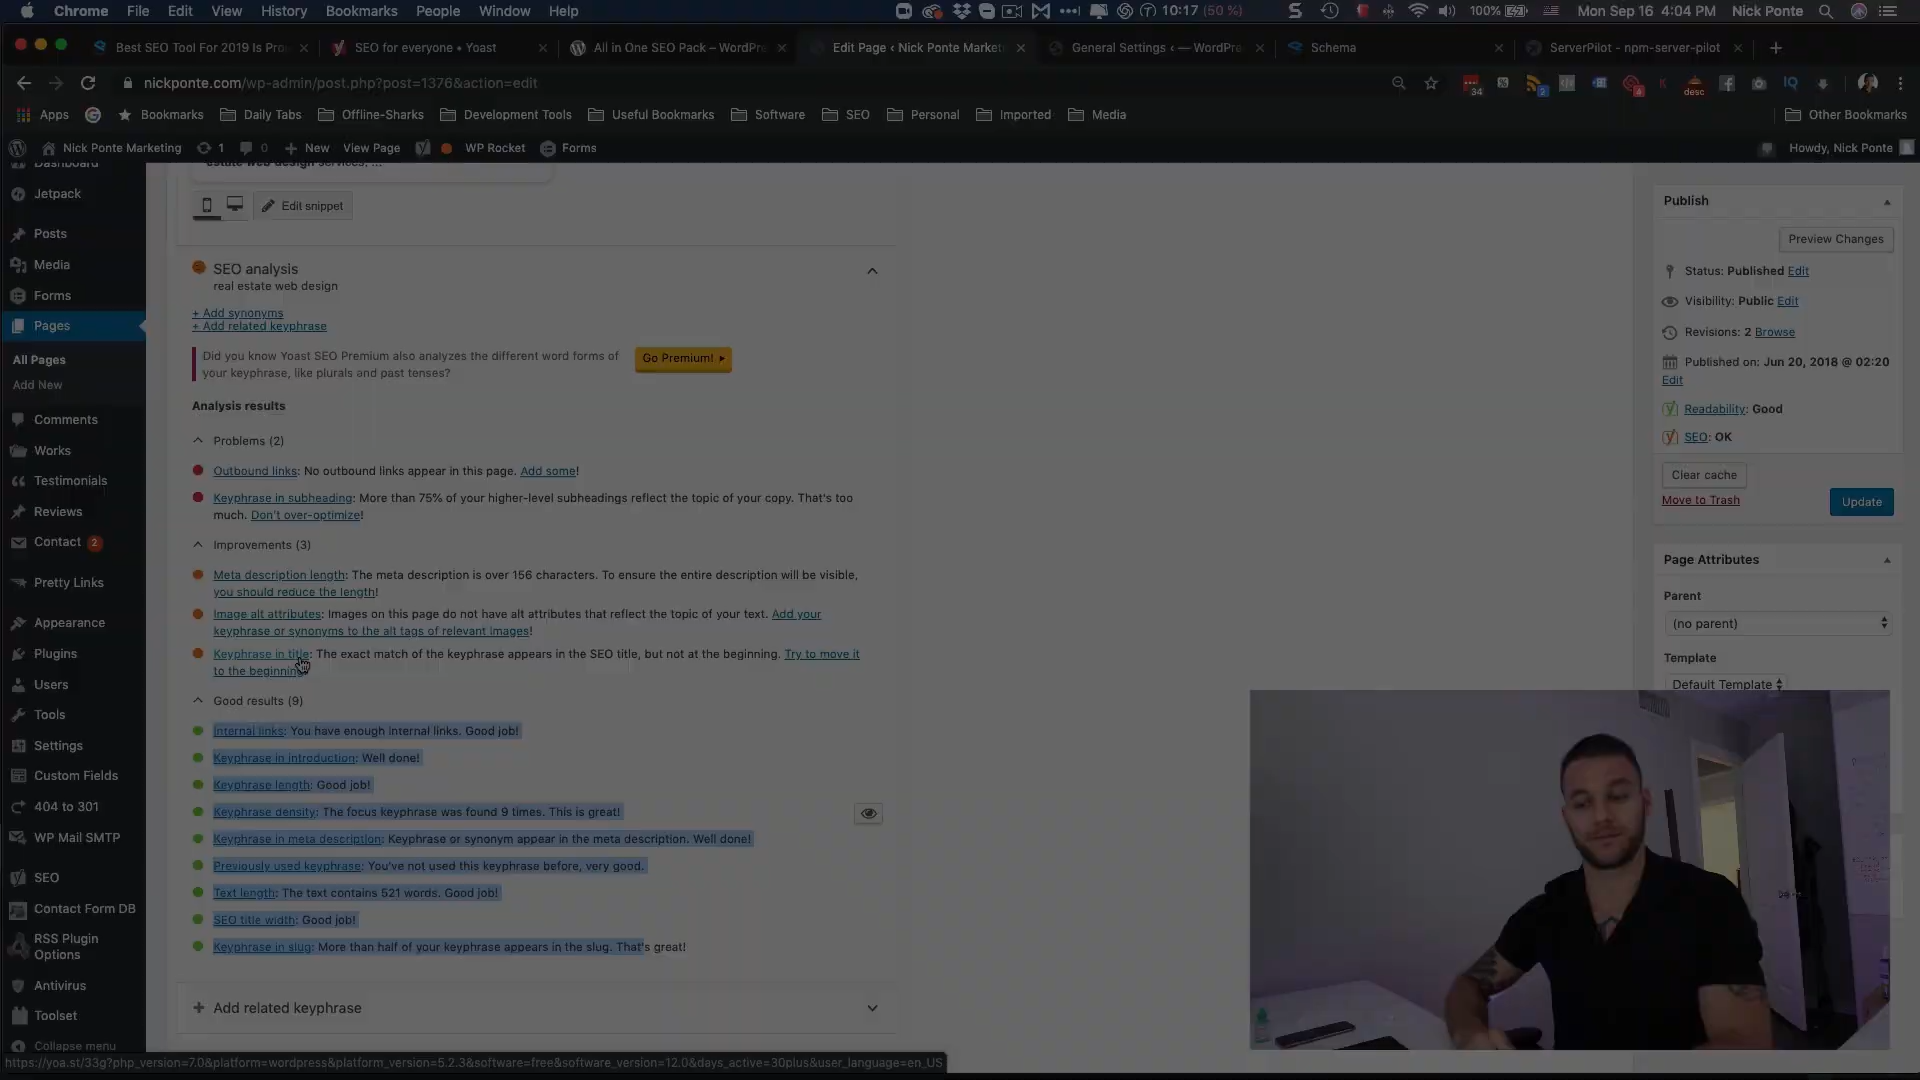 Chrome File Edit View History Bookmarks People Window Help
10:17 (50 %) 100% Mon Sep 16 4:04 PM Nick Ponte
Best SEO Tool For 2019 Is Pro
SEO for everyone • Yoast
All in One SEO Pack – WordPre
Edit Page ‹ Nick Ponte Market
General Settings ‹ — WordPre
Schema
ServerPilot - npm-server-pilot
nickponte.com/wp-admin/post.php?post=1376&action=edit
34
2
desc
Apps
Bookmarks
Daily Tabs
Offline-Sharks
Development Tools
Useful Bookmarks
Software
SEO
Personal
Imported
Media
Other Bookmarks
Nick Ponte Marketing 1 0 New View Page WP Rocket Forms
Howdy, Nick Ponte
Dashboard
Jetpack
Posts
Media
Forms
Pages
All Pages
Add New
Comments
Works
Testimonials
Reviews
Contact 2
Pretty Links
Appearance
Plugins
Users
Tools
Settings
Custom Fields
404 to 301
WP Mail SMTP
SEO
Contact Form DB
RSS Plugin
Options
Antivirus
Toolset
Collapse menu
estate web design services, ...
Edit snippet
SEO analysis
real estate web design
+ Add synonyms
+ Add related keyphrase
Did you know Yoast SEO Premium also analyzes the different word forms of
your keyphrase, like plurals and past tenses?
Go Premium!
Analysis results
Problems (2)
Outbound links: No outbound links appear in this page. Add some!
Keyphrase in subheading: More than 75% of your higher-level subheadings reflect the topic of your copy. That's too
much. Don't over-optimize!
Improvements (3)
Meta description length: The meta description is over 156 characters. To ensure the entire description will be visible,
you should reduce the length!
Image alt attributes: Images on this page do not have alt attributes that reflect the topic of your text. Add your
keyphrase or synonyms to the alt tags of relevant images!
Keyphrase in title: The exact match of the keyphrase appears in the SEO title, but not at the beginning. Try to move it
to the beginning
Good results (9)
Internal links: You have enough internal links. Good job!
Keyphrase in introduction: Well done!
Keyphrase length: Good job!
Keyphrase density: The focus keyphrase was found 9 times. This is great!
Keyphrase in meta description: Keyphrase or synonym appear in the meta description. Well done!
Previously used keyphrase: You've not used this keyphrase before, very good.
Text length: The text contains 521 words. Good job!
SEO title width: Good job!
Keyphrase in slug: More than half of your keyphrase appears in the slug. That's great!
Add related keyphrase
Publish
Preview Changes
Status: Published Edit
Visibility: Public Edit
Revisions: 2 Browse
Published on: Jun 20, 2018 @ 02:20
Edit
Readability: Good
SEO: OK
Clear cache
Move to Trash
Update
Page Attributes
Parent
(no parent)
Template
Default Template
https://yoa.st/33g?php_version=7.0&platform=wordpress&platform_version=5.2.3&software=free&software_version=12.0&days_active=30plus&user_language=en_US